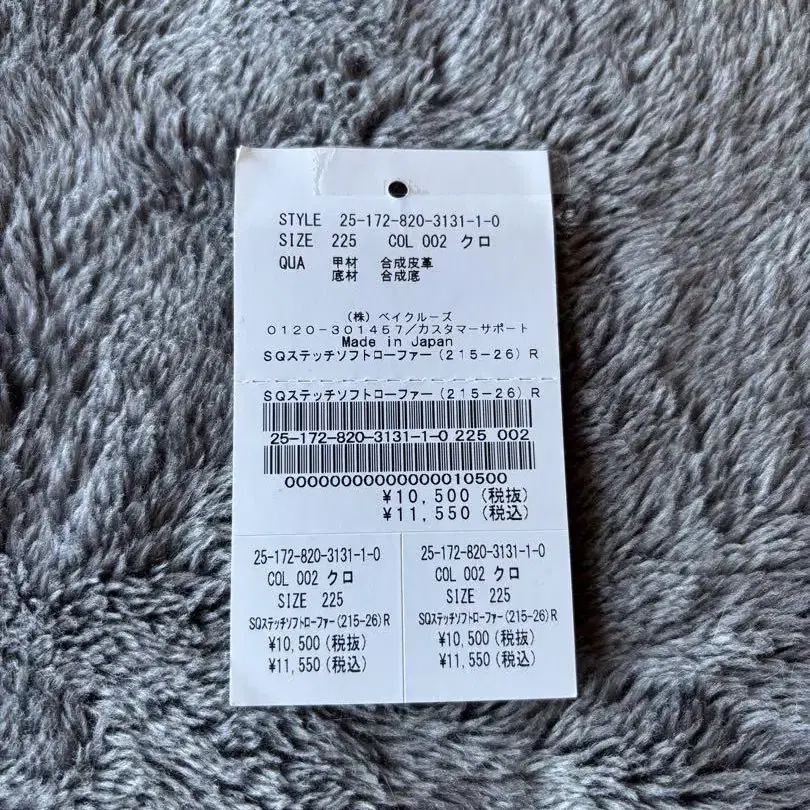 STYLE 25-172-820-3131-1-0
SIZE 225 COL 002 クロ
QUA 甲材 合成皮革
底材 合成底
(株) ベイクルーズ
0120-301457/カスタマーサポート
Made in Japan
SQステッチソフトローファー(215-26)R
SQステッチソフトローファー(215-26)R
25-172-820-3131-1-0 225 002
00000000000000010500
¥10,500(税抜)
¥11,550(税込)
25-172-820-3131-1-0
COL 002 クロ
SIZE 225
SQステッチソフトローファー(215-26)R
¥10,500(税抜)
¥11,550(税込)
25-172-820-3131-1-0
COL 002 クロ
SIZE 225
SQステッチソフトローファー(215-26)R
¥10,500(税抜)
¥11,550(税込)